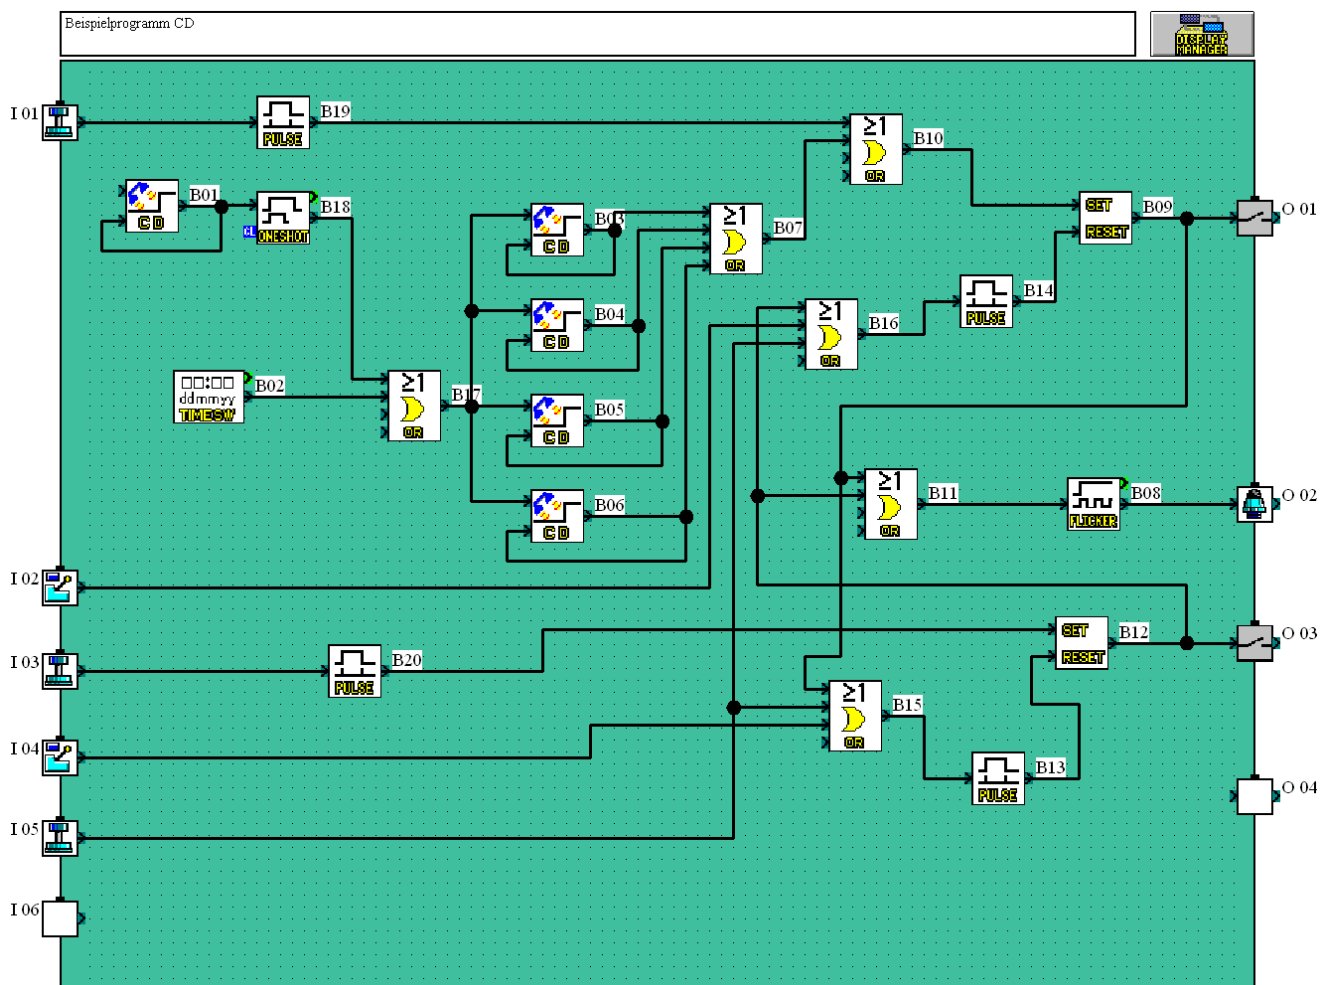 Beispielprogramm CD
DISPLAY
MANAGER
I 01
PULSE
B19
≥1
OR
B10
CD
B01
CL
ONESHOT
B18
CD
B03
≥1
OR
B07
SET
RESET
B09
O 01
CD
B04
≥1
OR
B16
PULSE
B14
00:00
ddmmyy
TIMESW
B02
≥1
OR
B17
CD
B05
CD
B06
≥1
OR
B11
FLICKER
B08
O 02
I 02
I 03
PULSE
B20
SET
RESET
B12
O 03
I 04
≥1
OR
B15
PULSE
B13
O 04
I 05
I 06